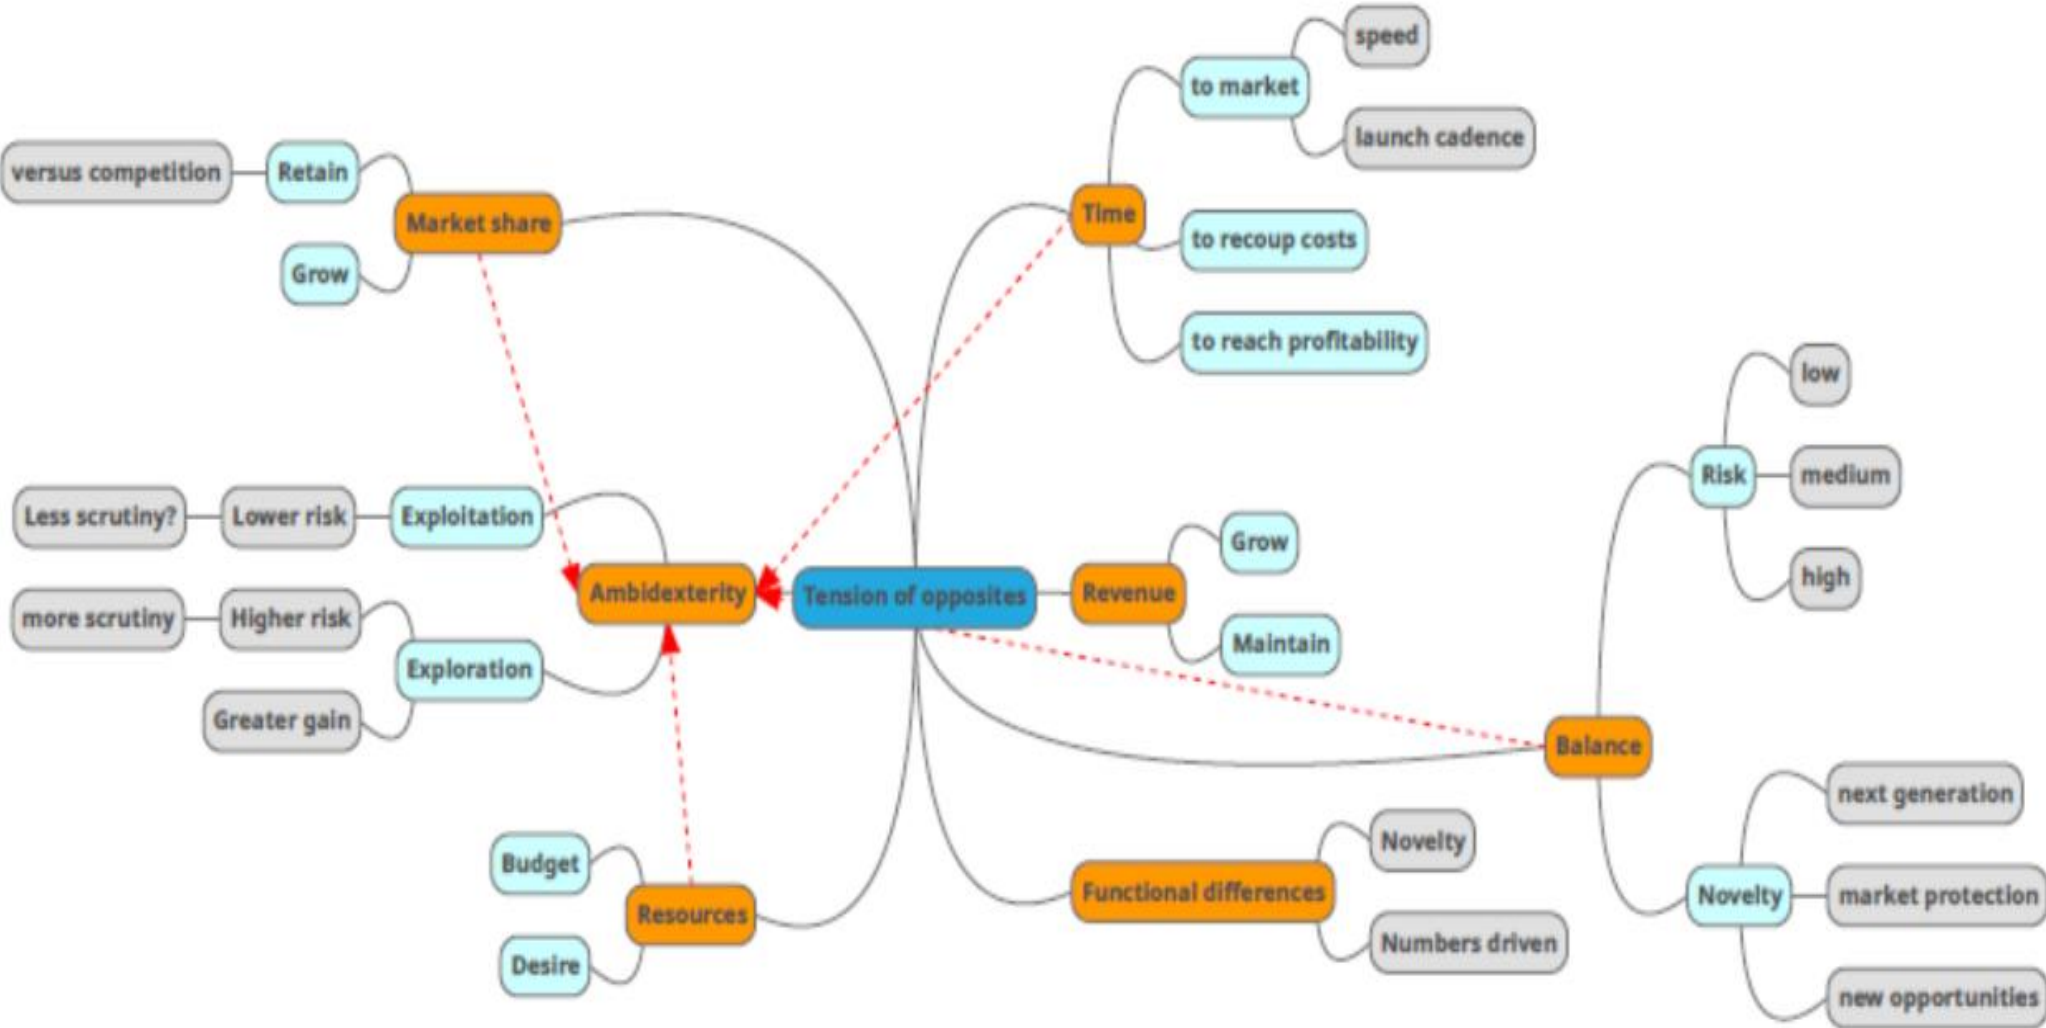 speed
to market
launch cadence
versus competition
Retain
Market share
Time
to recoup costs
Grow
to reach profitability
low
Risk
medium
high
Less scrutiny?
Lower risk
Exploitation
Grow
Ambidexterity
Tension of opposites
Revenue
more scrutiny
Higher risk
Maintain
Exploration
Greater gain
Balance
next generation
Novelty
Budget
Functional differences
Novelty
market protection
Resources
Numbers driven
Desire
new opportunities